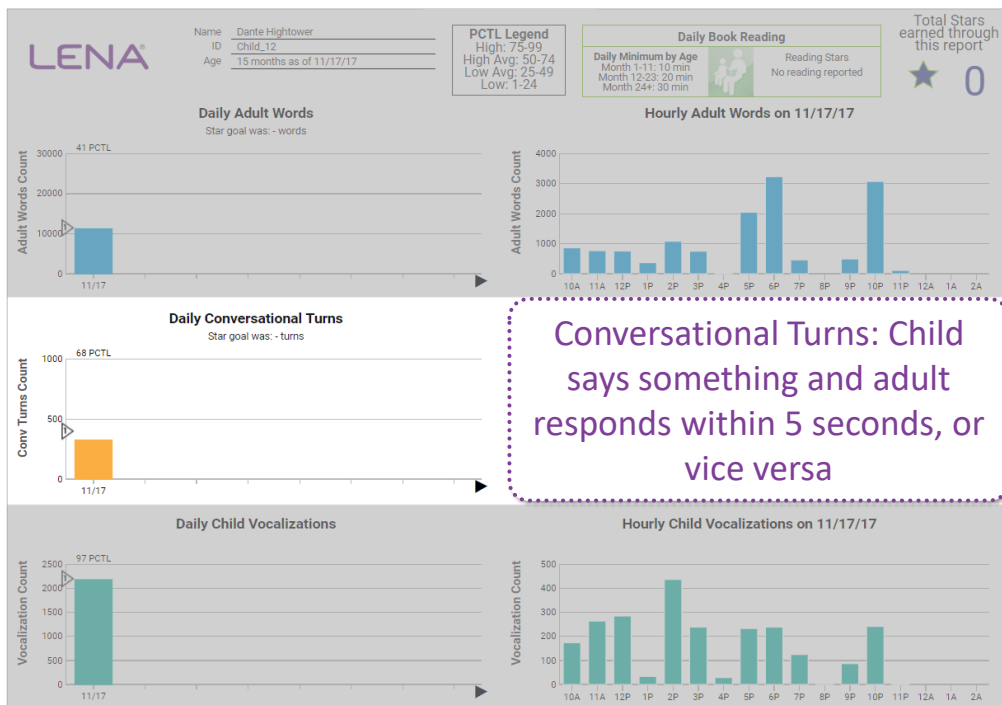 LENA®
Name Dante Hightower
ID Child_12
Age 15 months as of 11/17/17
PCTL Legend
High: 75-99
High Avg: 50-74
Low Avg: 25-49
Low: 1-24
Daily Book Reading
Daily Minimum by Age
Month 1-11: 10 min
Month 12-23: 20 min
Month 24+: 30 min
Reading Stars
No reading reported
Total Stars
earned through
this report
0
Daily Adult Words
Star goal was: - words
41 PCTL
Adult Words Count
30000
20000
10000
0
1
11/17
Hourly Adult Words on 11/17/17
Adult Words Count
4000
3000
2000
1000
0
10A 11A 12P 1P 2P 3P 4P 5P 6P 7P 8P 9P 10P 11P 12A 1A 2A
Daily Conversational Turns
Star goal was: - turns
68 PCTL
Conv Turns Count
1000
500
0
1
11/17
Conversational Turns: Child
says something and adult
responds within 5 seconds, or
vice versa
Daily Child Vocalizations
97 PCTL
Vocalization Count
2500
2000
1500
1000
500
0
1
11/17
Hourly Child Vocalizations on 11/17/17
Vocalization Count
500
400
300
200
100
0
10A 11A 12P 1P 2P 3P 4P 5P 6P 7P 8P 9P 10P 11P 12A 1A 2A